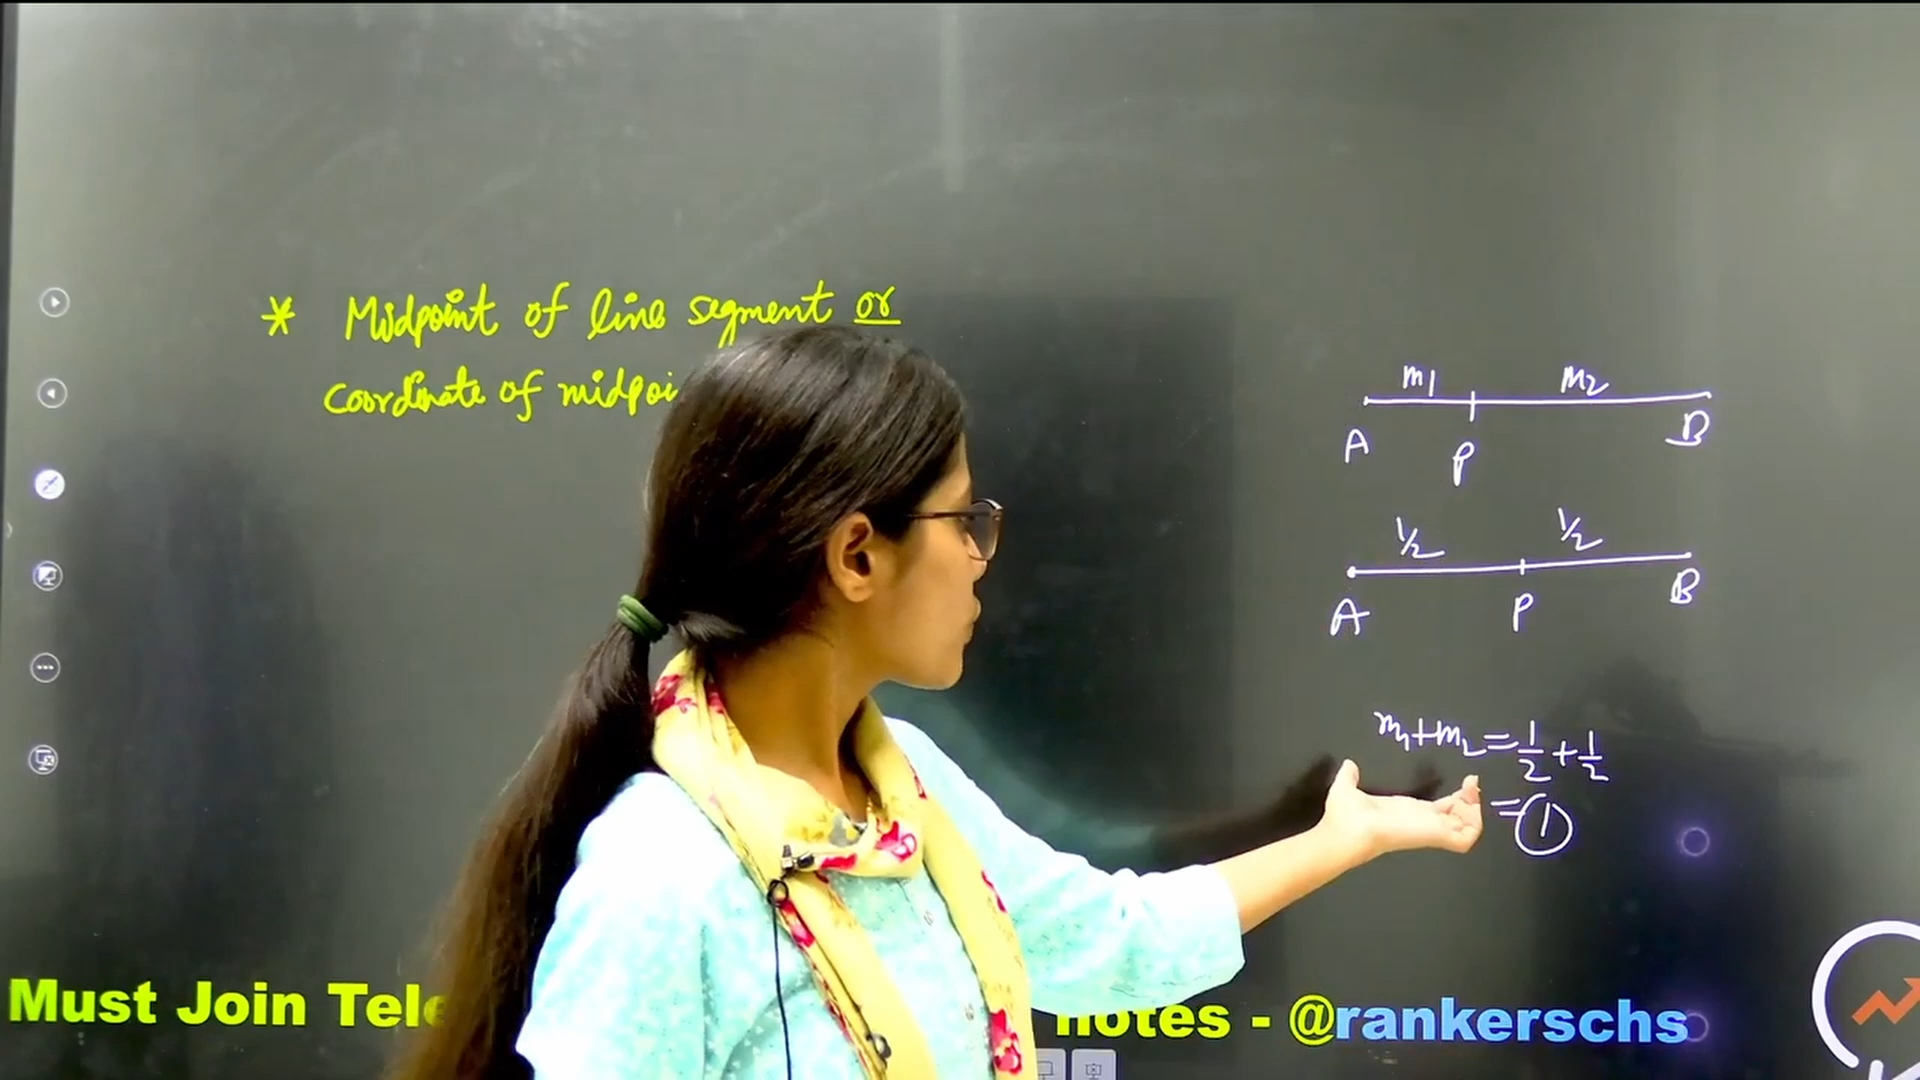 * Midpoint of line segment or
coordinate of midpoi
m1 m2
A P B
1/2 1/2
A P B
m1+m2=1/2+1/2
=1
Must Join Tele notes - @rankerschs